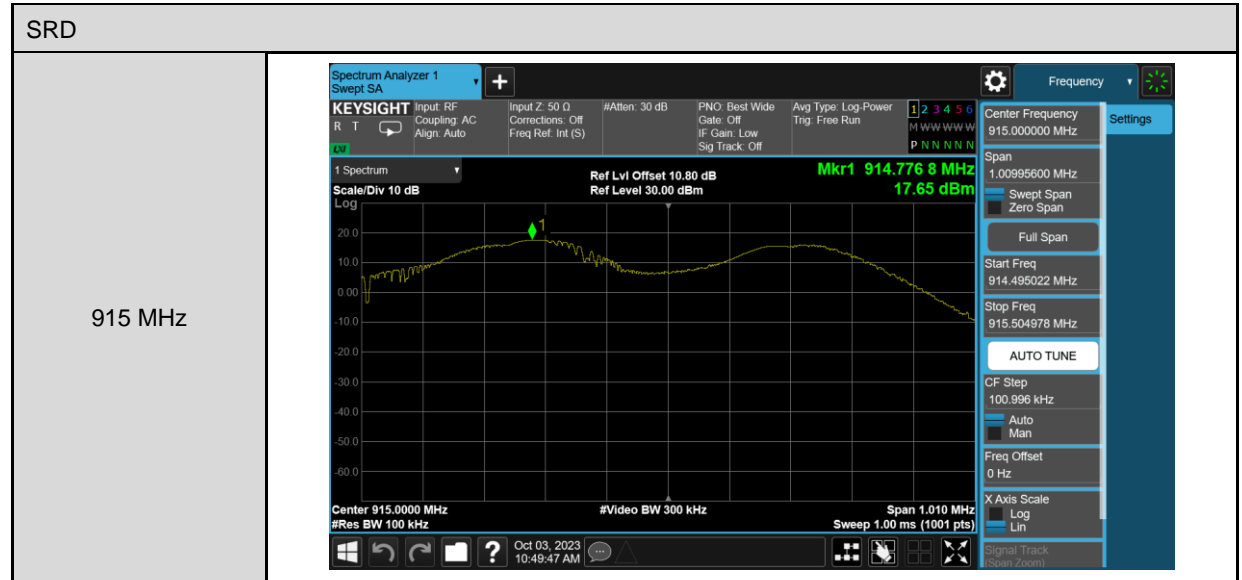 SRD
915 MHz
Spectrum Analyzer 1
Swept SA
Frequency
KEYSIGHT
R T
LXI
Input: RF
Coupling: AC
Align: Auto
Input Z: 50 Ω
Corrections: Off
Freq Ref: Int (S)
#Atten: 30 dB
PNO: Best Wide
Gate: Off
IF Gain: Low
Sig Track: Off
Avg Type: Log-Power
Trig: Free Run
1 2 3 4 5 6
M W W W W W
P N N N N N
1 Spectrum
Scale/Div 10 dB
Log
Ref Lvl Offset 10.80 dB
Ref Level 30.00 dBm
Mkr1 914.776 8 MHz
17.65 dBm
1
20.0
10.0
0.00
-10.0
-20.0
-30.0
-40.0
-50.0
-60.0
Center 915.0000 MHz
#Res BW 100 kHz
#Video BW 300 kHz
Span 1.010 MHz
Sweep 1.00 ms (1001 pts)
?
Oct 03, 2023
10:49:47 AM
Center Frequency
915.000000 MHz
Settings
Span
1.00995600 MHz
Swept Span
Zero Span
Full Span
Start Freq
914.495022 MHz
Stop Freq
915.504978 MHz
AUTO TUNE
CF Step
100.996 kHz
Auto
Man
Freq Offset
0 Hz
X Axis Scale
Log
Lin
Signal Track
(Span Zoom)